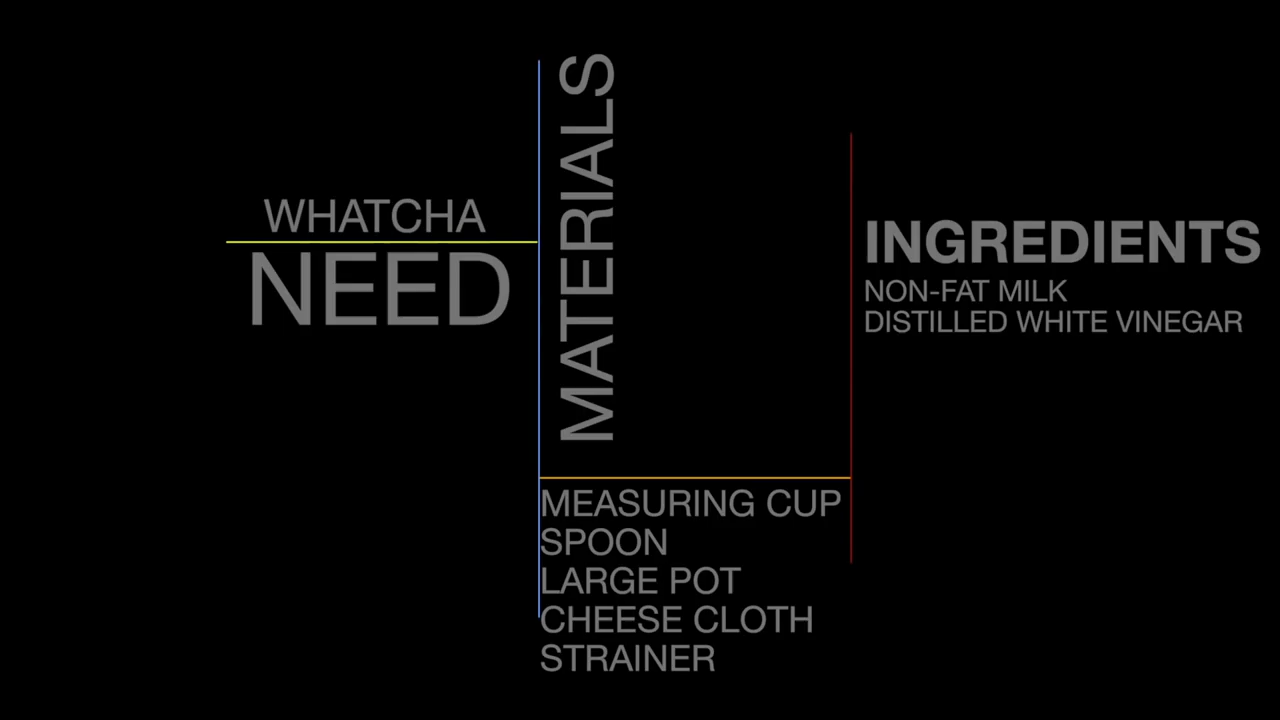 WHATCHA
NEED
MATERIALS
MEASURING CUP
SPOON
LARGE POT
CHEESE CLOTH
STRAINER
INGREDIENTS
NON-FAT MILK
DISTILLED WHITE VINEGAR